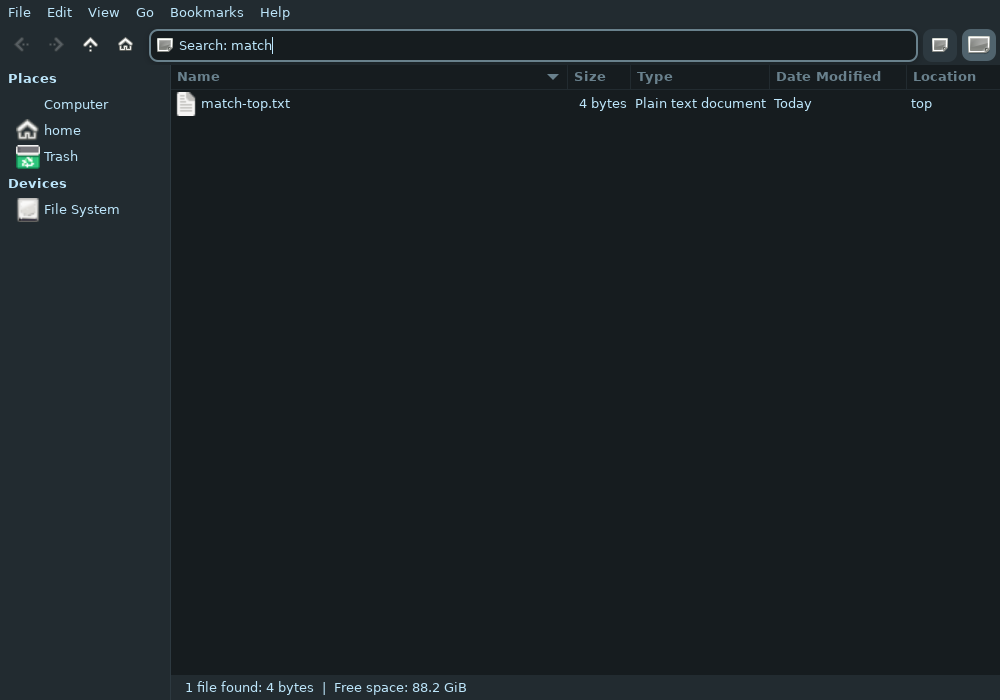 File Edit View Go Bookmarks Help
Search: match
Places
Computer
home
Trash
Devices
File System
Name Size Type Date Modified Location
match-top.txt 4 bytes Plain text document Today top
1 file found: 4 bytes | Free space: 88.2 GiB